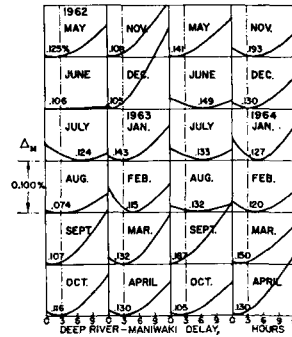 1962
MAY NOV. MAY NOV.
.125% .108 .141 .193
JUNE DEC. JUNE DEC.
.106 .105 .149 .130
1963 1964
JULY JAN. JULY JAN.
.124 .143 .133 .127
ΔM
AUG. FEB. AUG. FEB.
0.100%
.074 .115 .132 .120
SEPT. MAR. SEPT. MAR.
.107 .132 .167 .150
OCT. APRIL OCT. APRIL
.116 .130 .105 .130
0 3 6 9 0 3 6 9 0 3 6 9 0 3 6 9
DEEP RIVER-MANIWAKI DELAY, HOURS